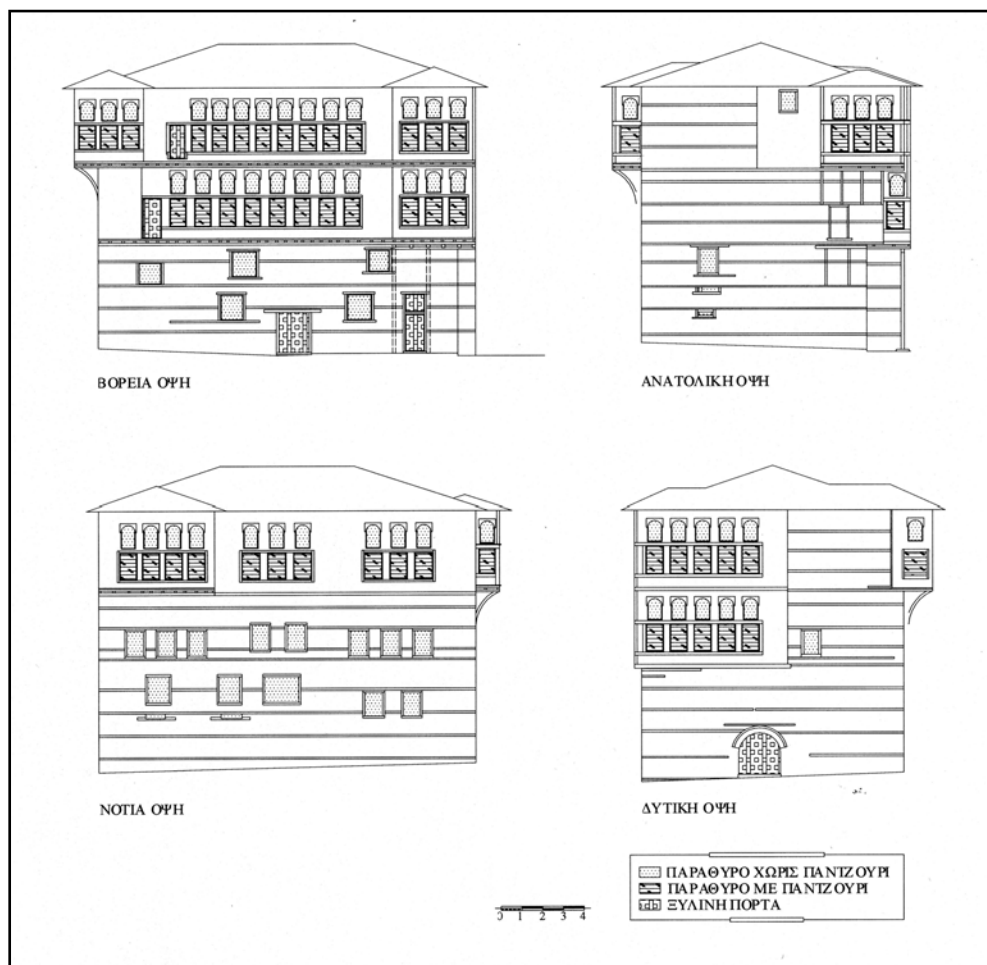 ΒΟΡΕΙΑ ΟΨΗ
ΑΝΑΤΟΛΙΚΗ ΟΨΗ
ΝΟΤΙΑ ΟΨΗ
ΔΥΤΙΚΗ ΟΨΗ
ΠΑΡΑΘΥΡΟ ΧΩΡΙΣ ΠΑΝΤΖΟΥΡΙ
ΠΑΡΑΘΥΡΟ ΜΕ ΠΑΝΤΖΟΥΡΙ
ΞΥΛΙΝΗ ΠΟΡΤΑ
0 1 2 3 4